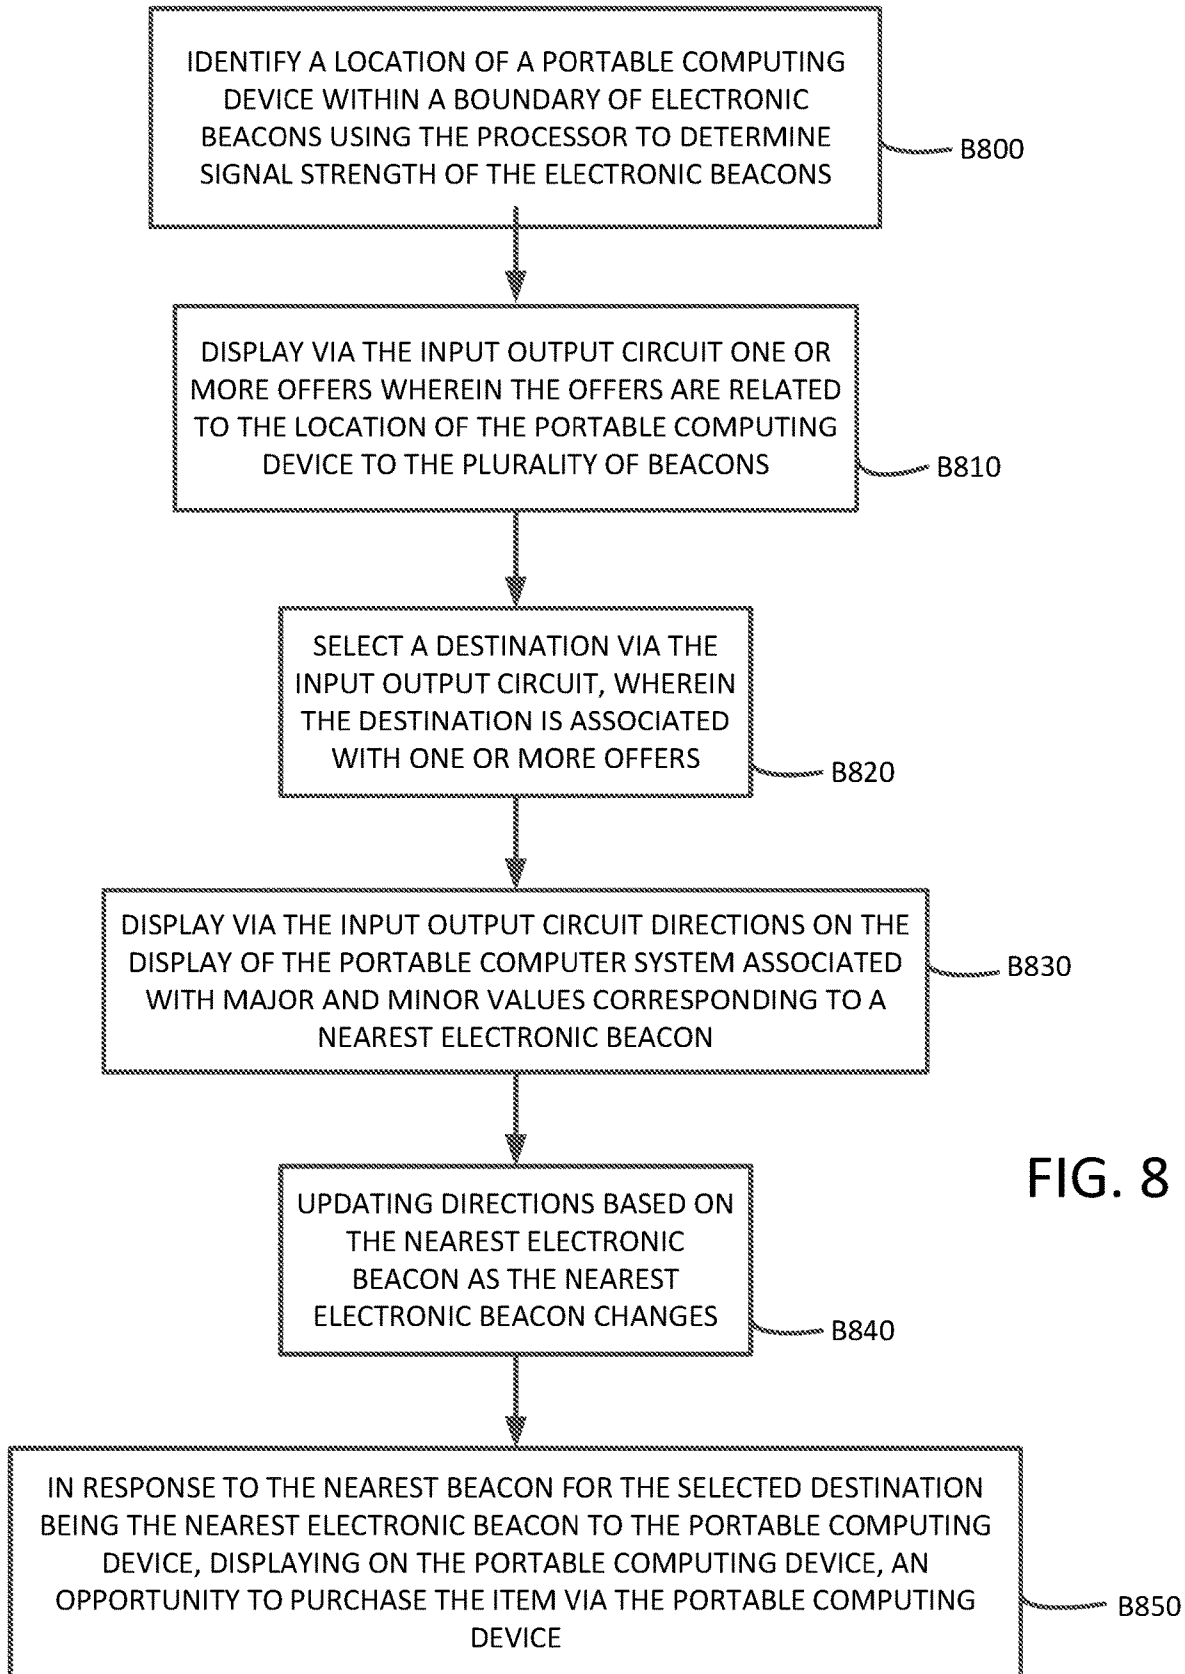 IDENTIFY A LOCATION OF A PORTABLE COMPUTING
DEVICE WITHIN A BOUNDARY OF ELECTRONIC
BEACONS USING THE PROCESSOR TO DETERMINE
SIGNAL STRENGTH OF THE ELECTRONIC BEACONS
B800
DISPLAY VIA THE INPUT OUTPUT CIRCUIT ONE OR
MORE OFFERS WHEREIN THE OFFERS ARE RELATED
TO THE LOCATION OF THE PORTABLE COMPUTING
DEVICE TO THE PLURALITY OF BEACONS
B810
SELECT A DESTINATION VIA THE
INPUT OUTPUT CIRCUIT, WHEREIN
THE DESTINATION IS ASSOCIATED
WITH ONE OR MORE OFFERS
B820
DISPLAY VIA THE INPUT OUTPUT CIRCUIT DIRECTIONS ON THE
DISPLAY OF THE PORTABLE COMPUTER SYSTEM ASSOCIATED
WITH MAJOR AND MINOR VALUES CORRESPONDING TO A
NEAREST ELECTRONIC BEACON
B830
UPDATING DIRECTIONS BASED ON
THE NEAREST ELECTRONIC
BEACON AS THE NEAREST
ELECTRONIC BEACON CHANGES
B840
FIG. 8
IN RESPONSE TO THE NEAREST BEACON FOR THE SELECTED DESTINATION
BEING THE NEAREST ELECTRONIC BEACON TO THE PORTABLE COMPUTING
DEVICE, DISPLAYING ON THE PORTABLE COMPUTING DEVICE, AN
OPPORTUNITY TO PURCHASE THE ITEM VIA THE PORTABLE COMPUTING
DEVICE
B850